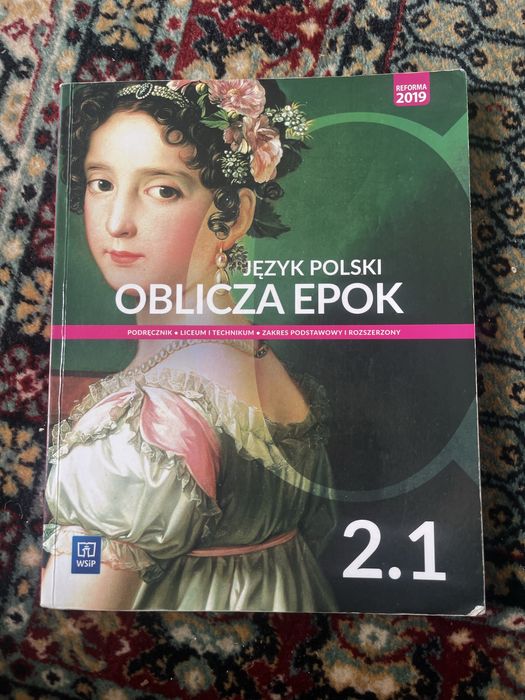 REFORMA
2019
JĘZYK POLSKI
OBLICZA EPOK
PODRĘCZNIK • LICEUM I TECHNIKUM • ZAKRES PODSTAWOWY I ROZSZERZONY
2.1
WSiP